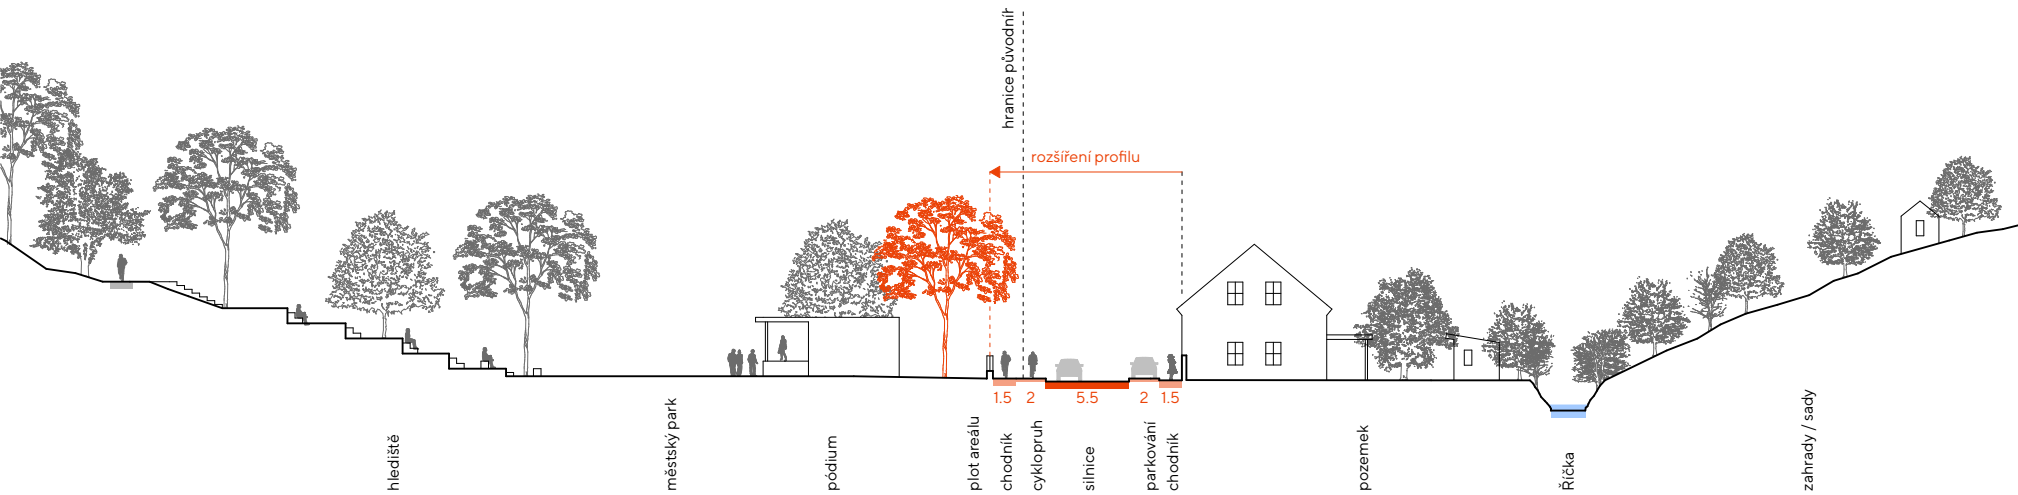 hranice původní
rozšíření profilu
1.5
2
5.5
2
1.5
hlediště
městský park
pódium
plot areálu
chodník
cyklopruh
silnice
parkování
chodník
pozemek
Říčka
zahrady / sady